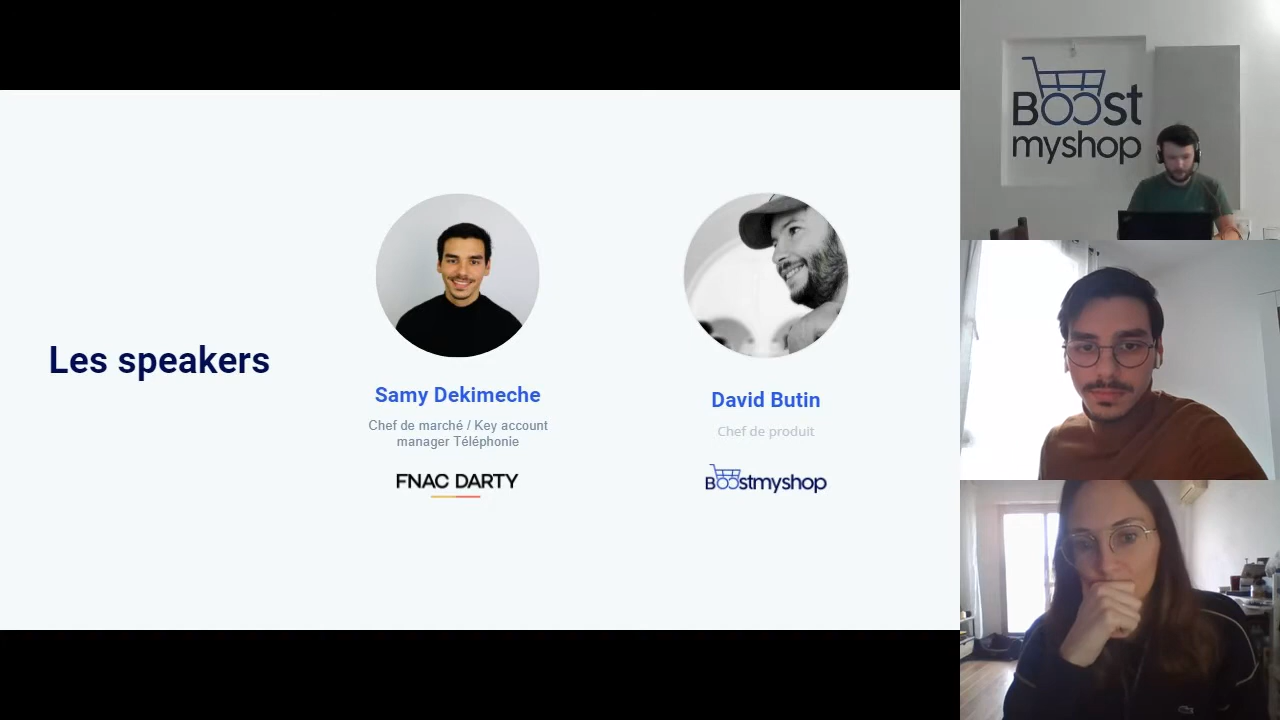 Les speakers
Samy Dekimeche
Chef de marché / Key account
manager Téléphonie
FNAC DARTY
David Butin
Chef de produit
Boostmyshop
Boost
myshop